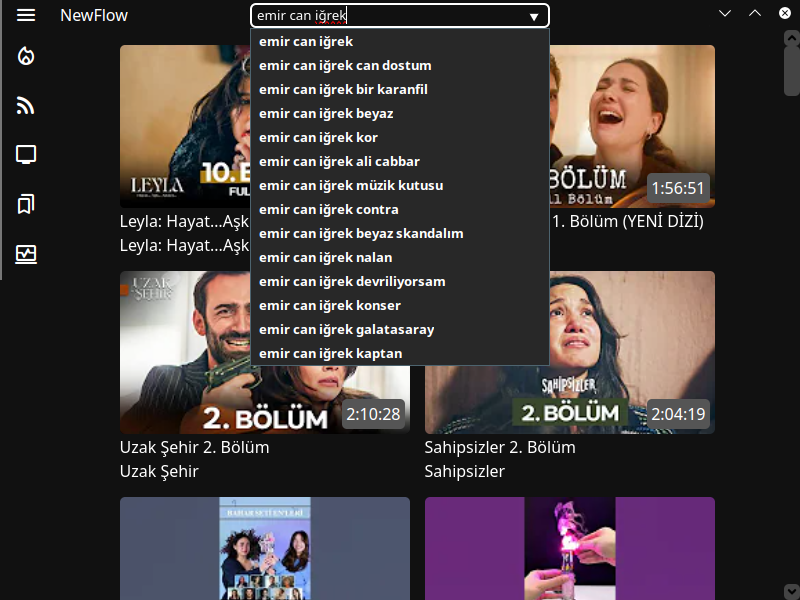 NewFlow
emir can iğrek
emir can iğrek
emir can iğrek can dostum
emir can iğrek bir karanfil
emir can iğrek beyaz
emir can iğrek kor
emir can iğrek ali cabbar
emir can iğrek müzik kutusu
emir can iğrek contra
emir can iğrek beyaz skandalım
emir can iğrek nalan
emir can iğrek devriliyorsam
emir can iğrek konser
emir can iğrek galatasaray
emir can iğrek kaptan
LEYLA
10.
FUL
BÖLÜM
Bölüm
1:56:51
Leyla: Hayat...Aşk
Leyla: Hayat...Aşk
1. Bölüm (YENİ DİZİ)
UZAK ŞEHİR
2. BÖLÜM
2:10:28
SAHİPSİZLER
2. BÖLÜM
2:04:19
Uzak Şehir 2. Bölüm
Uzak Şehir
Sahipsizler 2. Bölüm
Sahipsizler
BAHAR SETİ EN'LERİ